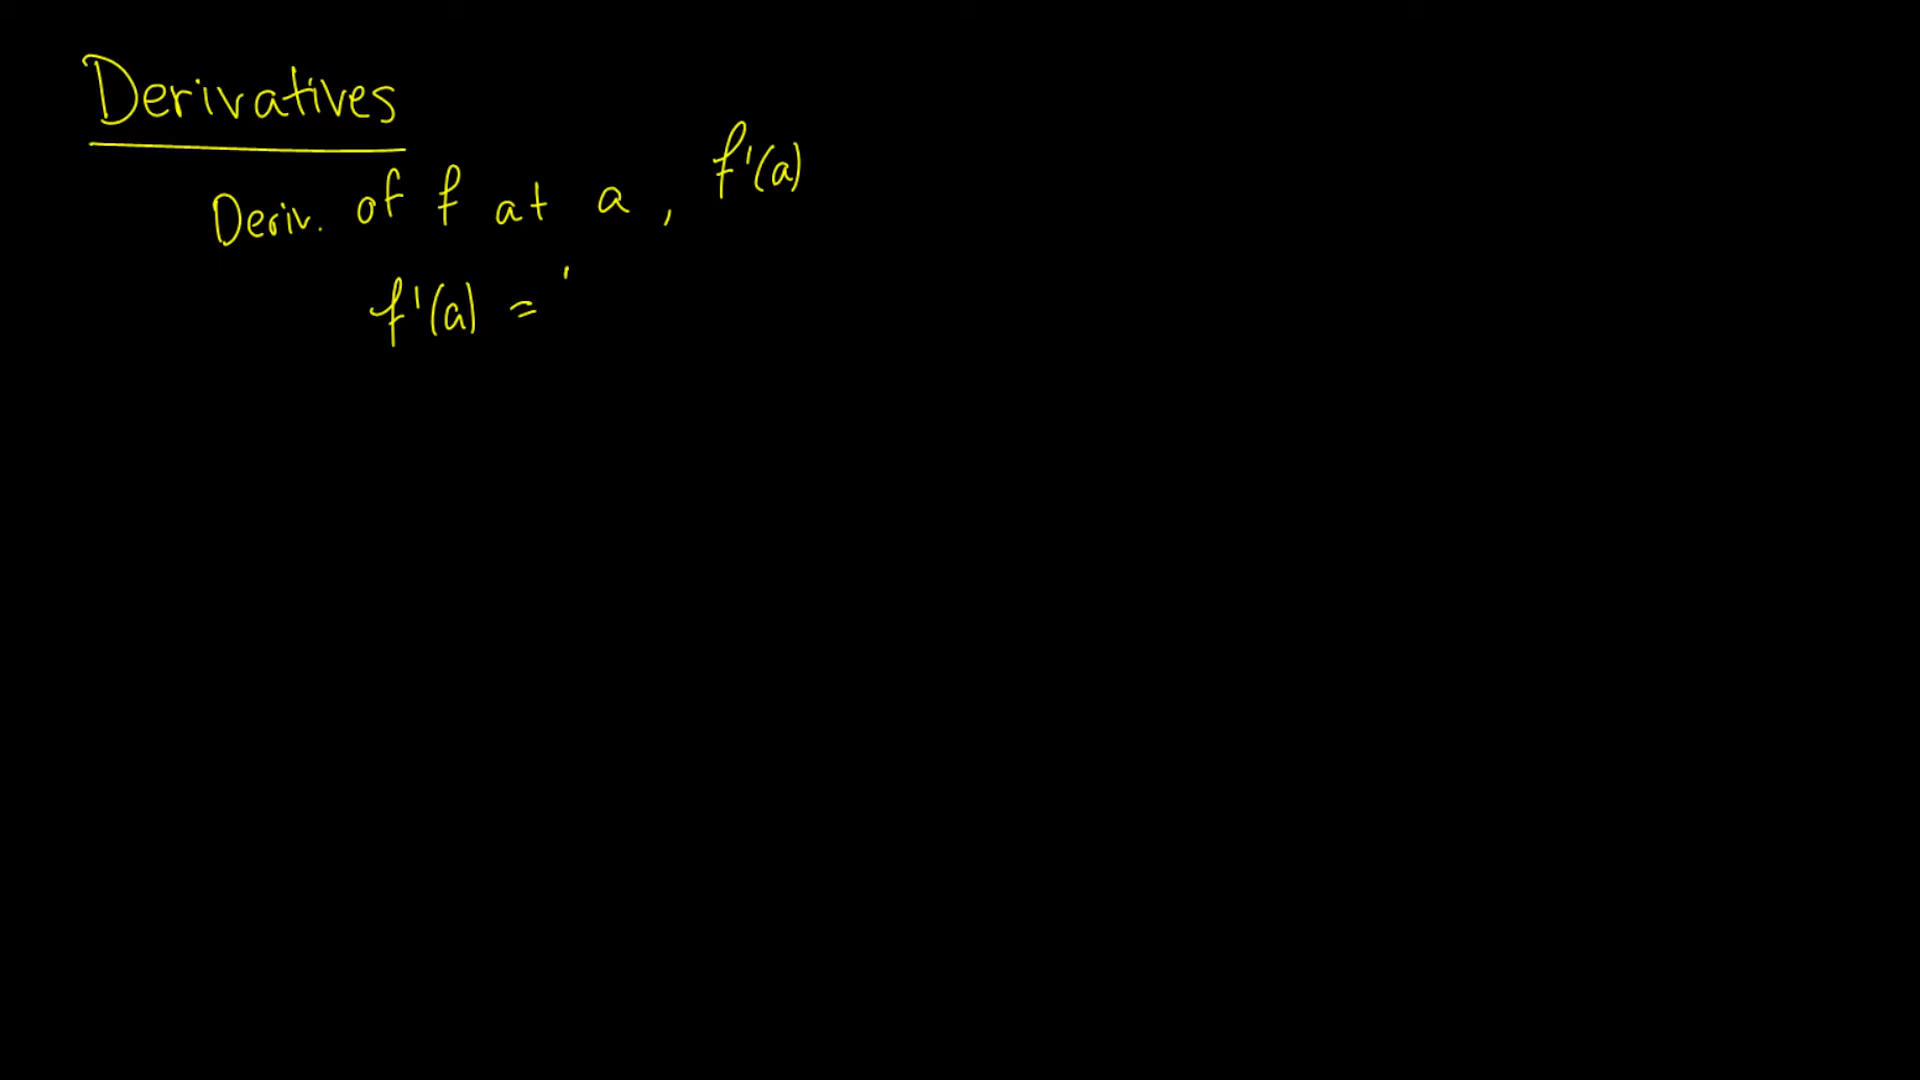 Derivatives
Deriv. of f at a, f'(a)
f'(a) = '